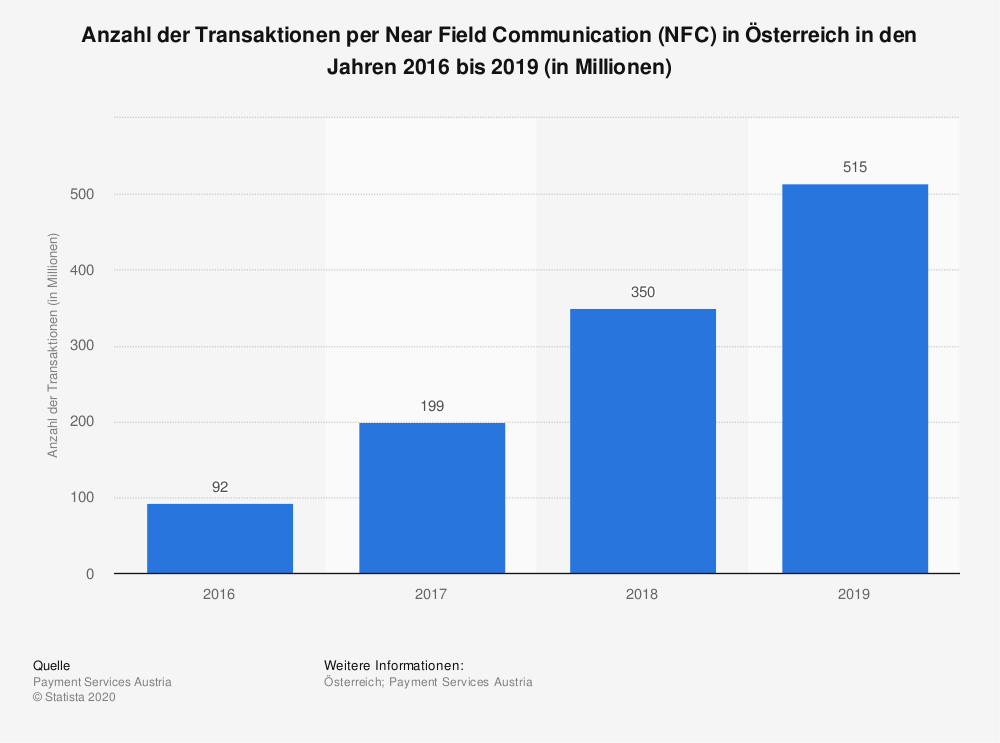 Anzahl der Transaktionen per Near Field Communication (NFC) in Österreich in den
Jahren 2016 bis 2019 (in Millionen)
Anzahl der Transaktionen (in Millionen)
500
400
300
200
100
0
92
199
350
515
2016
2017
2018
2019
Quelle
Payment Services Austria
© Statista 2020
Weitere Informationen:
Österreich; Payment Services Austria